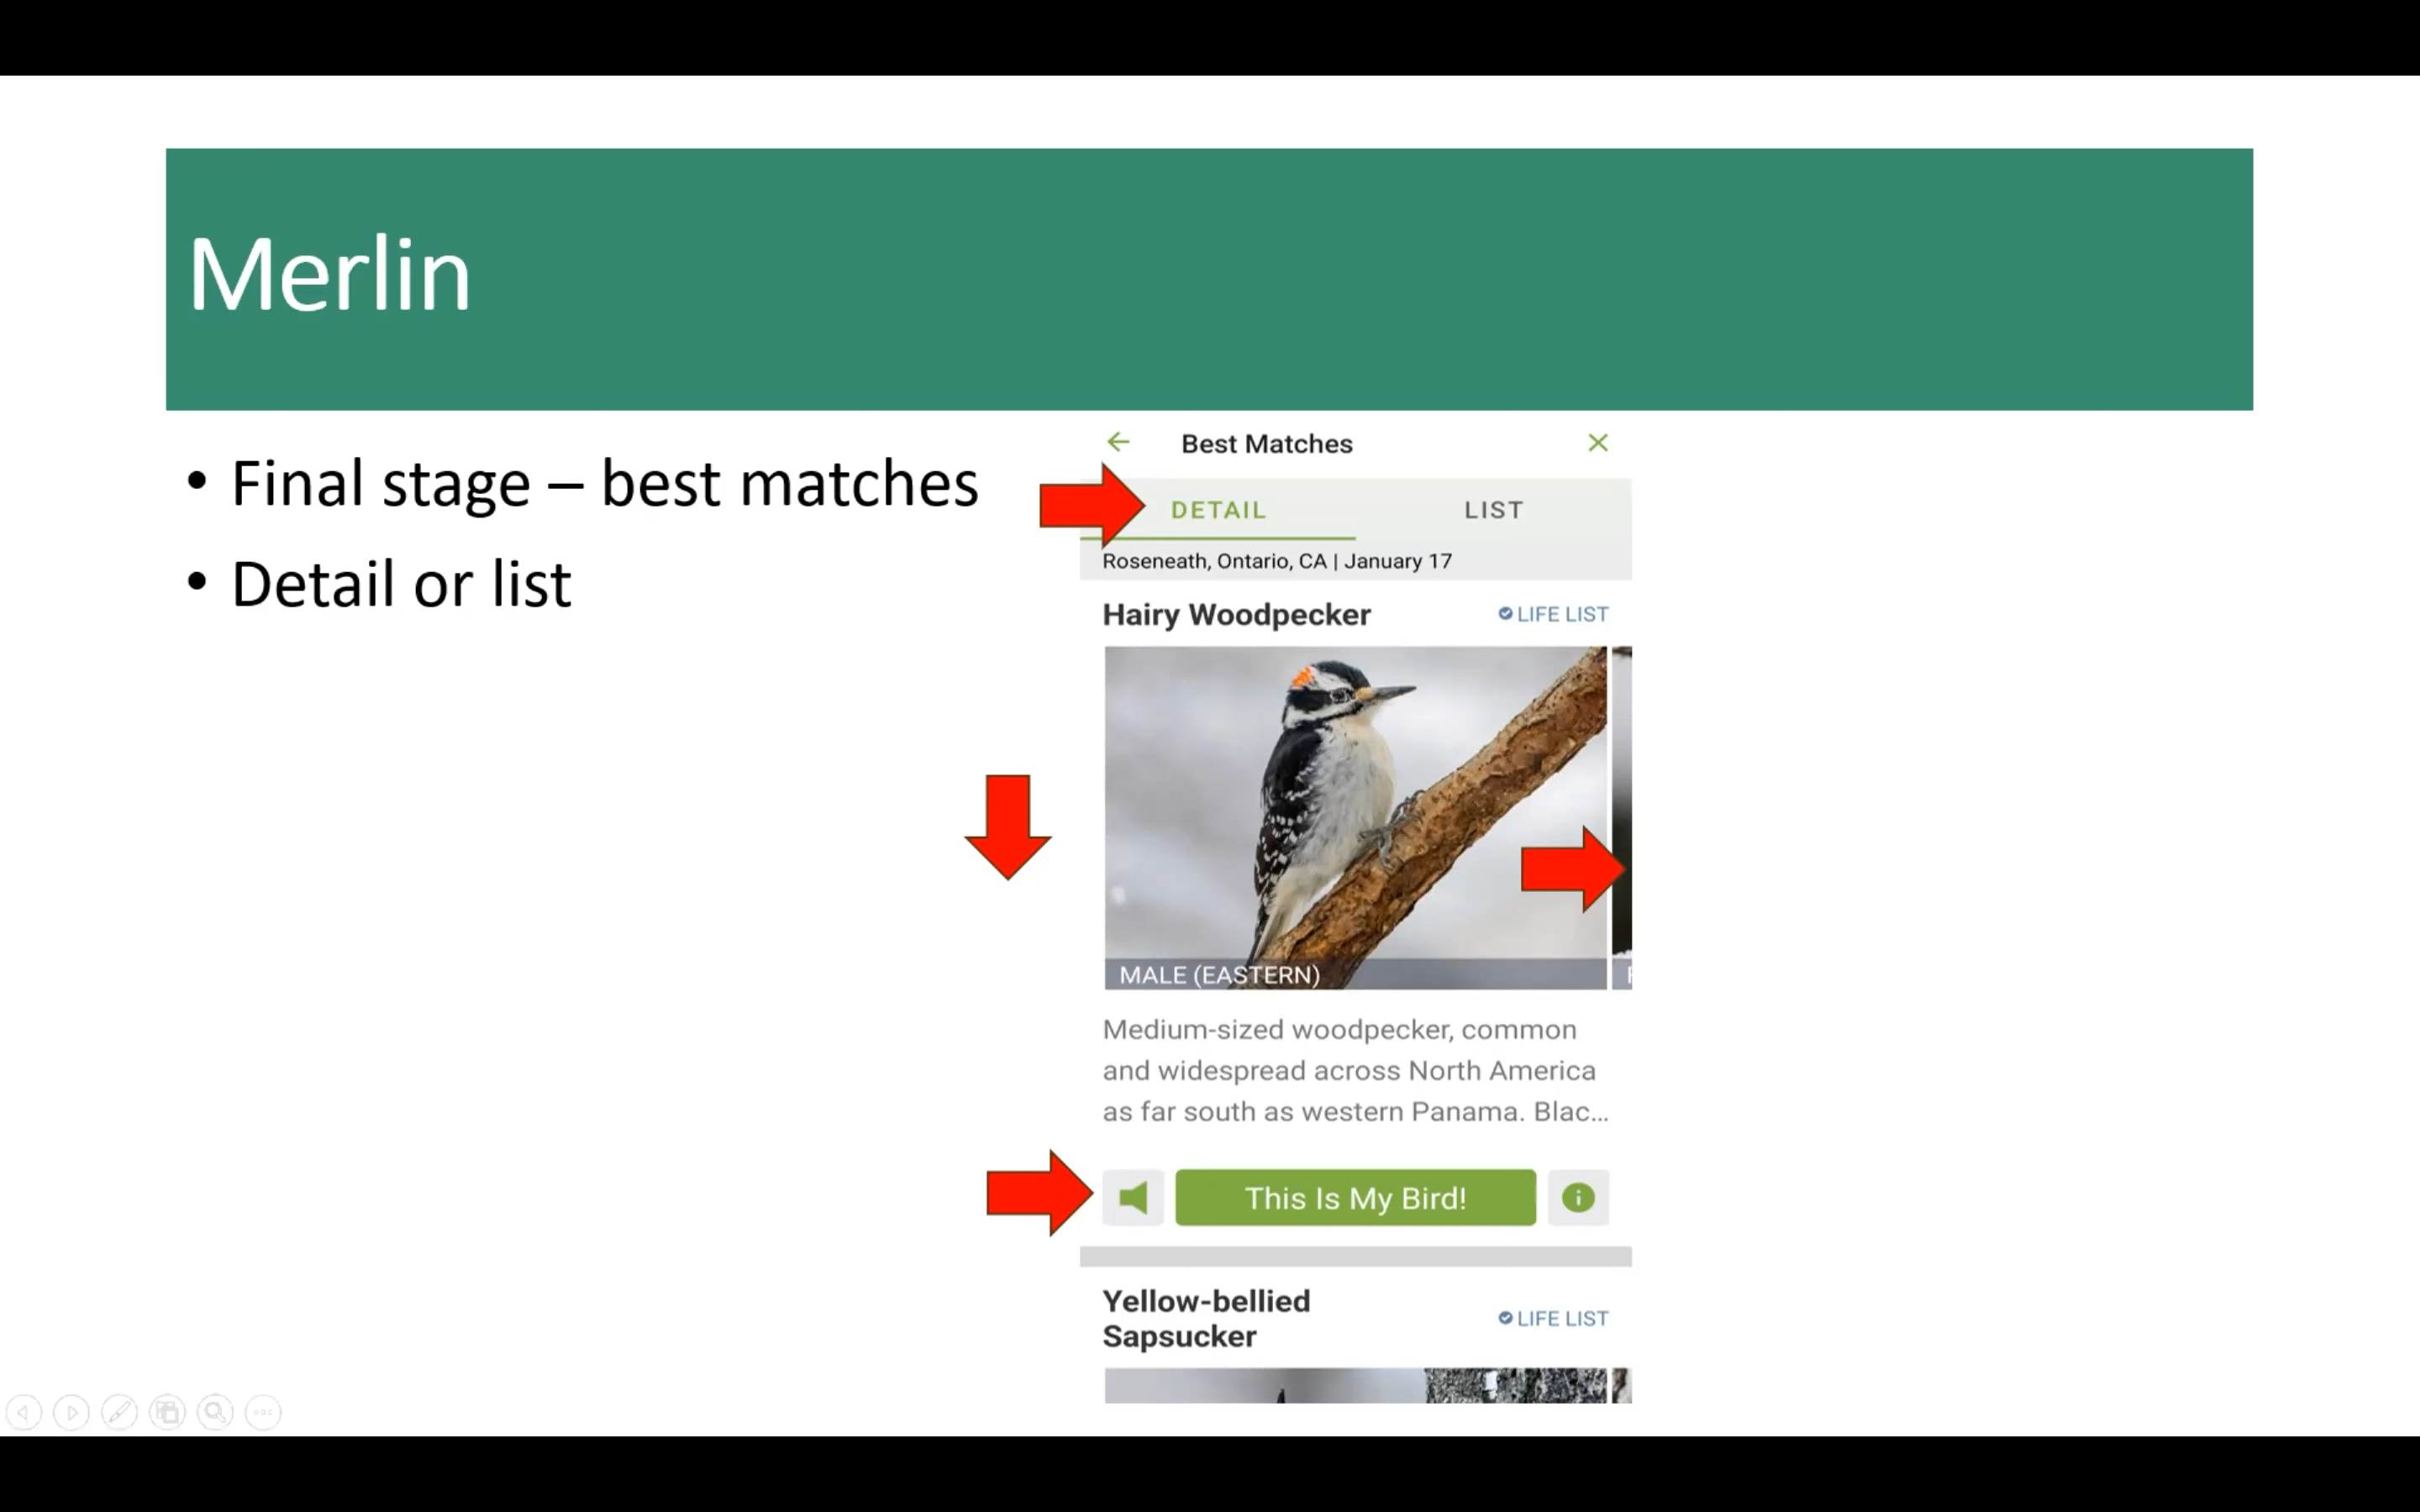 Merlin
• Final stage – best matches
• Detail or list
Best Matches
DETAIL LIST
Roseneath, Ontario, CA | January 17
Hairy Woodpecker LIFE LIST
MALE (EASTERN)
Medium-sized woodpecker, common
and widespread across North America
as far south as western Panama. Blac...
This Is My Bird!
Yellow-bellied
Sapsucker
LIFE LIST